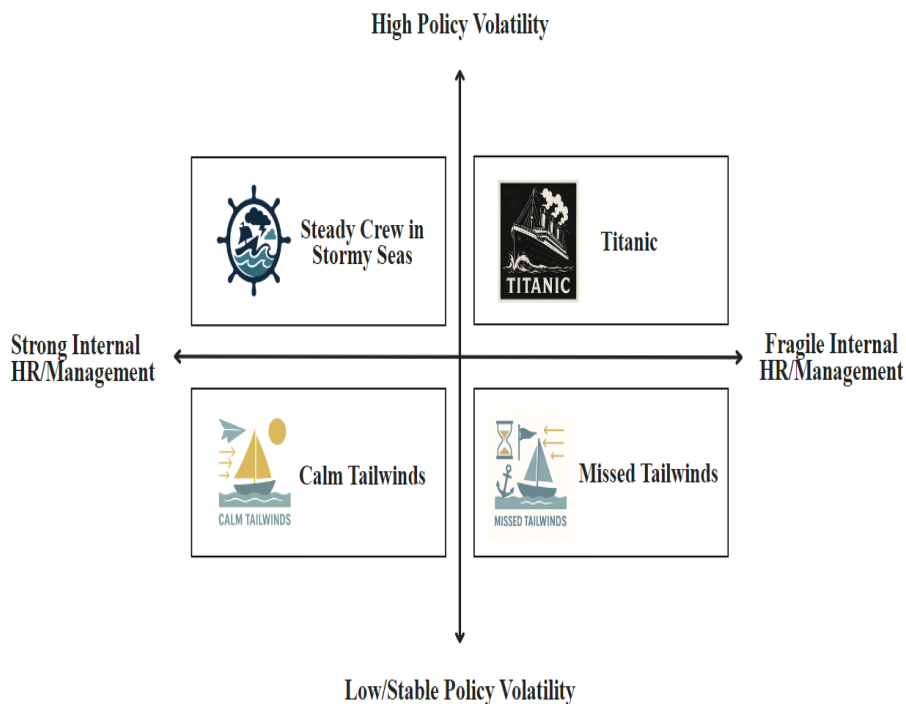 High Policy Volatility
Steady Crew in
Stormy Seas
TITANIC
Titanic
Strong Internal
HR/Management
Fragile Internal
HR/Management
CALM TAILWINDS
Calm Tailwinds
MISSED TAILWINDS
Missed Tailwinds
Low/Stable Policy Volatility